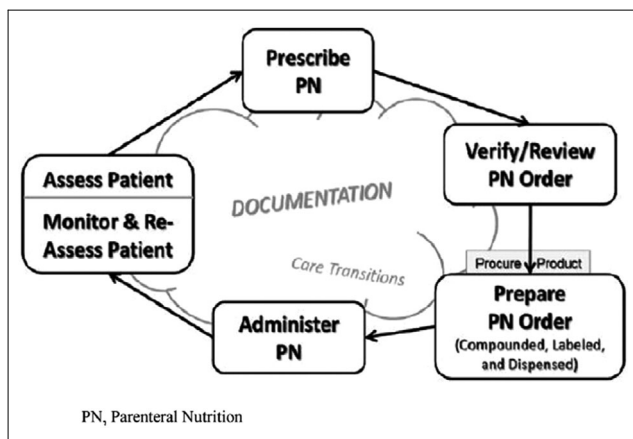 Prescribe
PN
Verify/Review
PN Order
Procure Product
Prepare
PN Order
(Compounded, Labeled,
and Dispensed)
Administer
PN
Assess Patient
Monitor & Re-
Assess Patient
DOCUMENTATION
Care Transitions
PN, Parenteral Nutrition